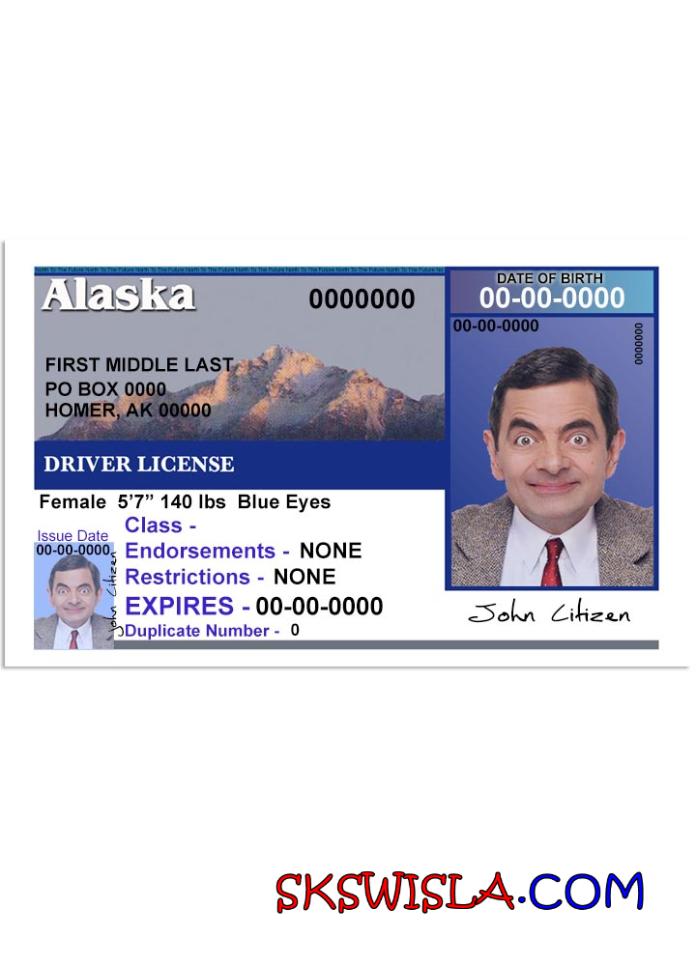 Alaska
0000000
DATE OF BIRTH
00-00-0000
00-00-0000
0000000
FIRST MIDDLE LAST
PO BOX 0000
HOMER, AK 00000
DRIVER LICENSE
Female 5'7” 140 lbs Blue Eyes
Class -
Issue Date
00-00-0000
John Citizen
Endorsements - NONE
Restrictions - NONE
EXPIRES - 00-00-0000
Duplicate Number - 0
John Citizen
SKSWISLA.COM